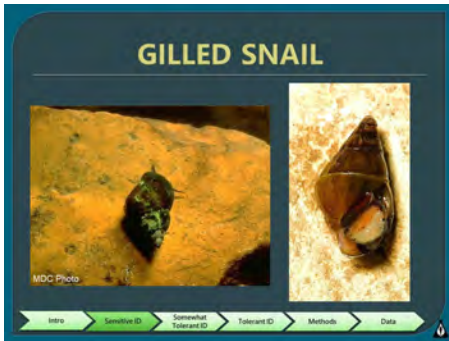 GILLED SNAIL
MDC Photo
Intro
Sensitive ID
Somewhat
Tolerant ID
Tolerant ID
Methods
Data